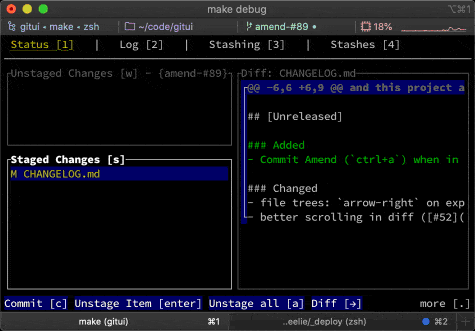 make debug
⌥⌘1
gitui • make • zsh
~/code/gitui
amend-#89 •
18%
Status [1] | Log [2] | Stashing [3] | Stashes [4]
Unstaged Changes [w] - {amend-#89}
Staged Changes [s]
M CHANGELOG.md
Diff: CHANGELOG.md
@@ -6,6 +6,9 @@ and this project a
## [Unreleased]
### Added
- Commit Amend (`ctrl+a`) when in
### Changed
- file trees: `arrow-right` on exp
- better scrolling in diff ([#52](
Commit [c] Unstage Item [enter] Unstage all [a] Diff [→] more [.]
make (gitui) ⌘1 ..eelie/_deploy (zsh) ⌘2